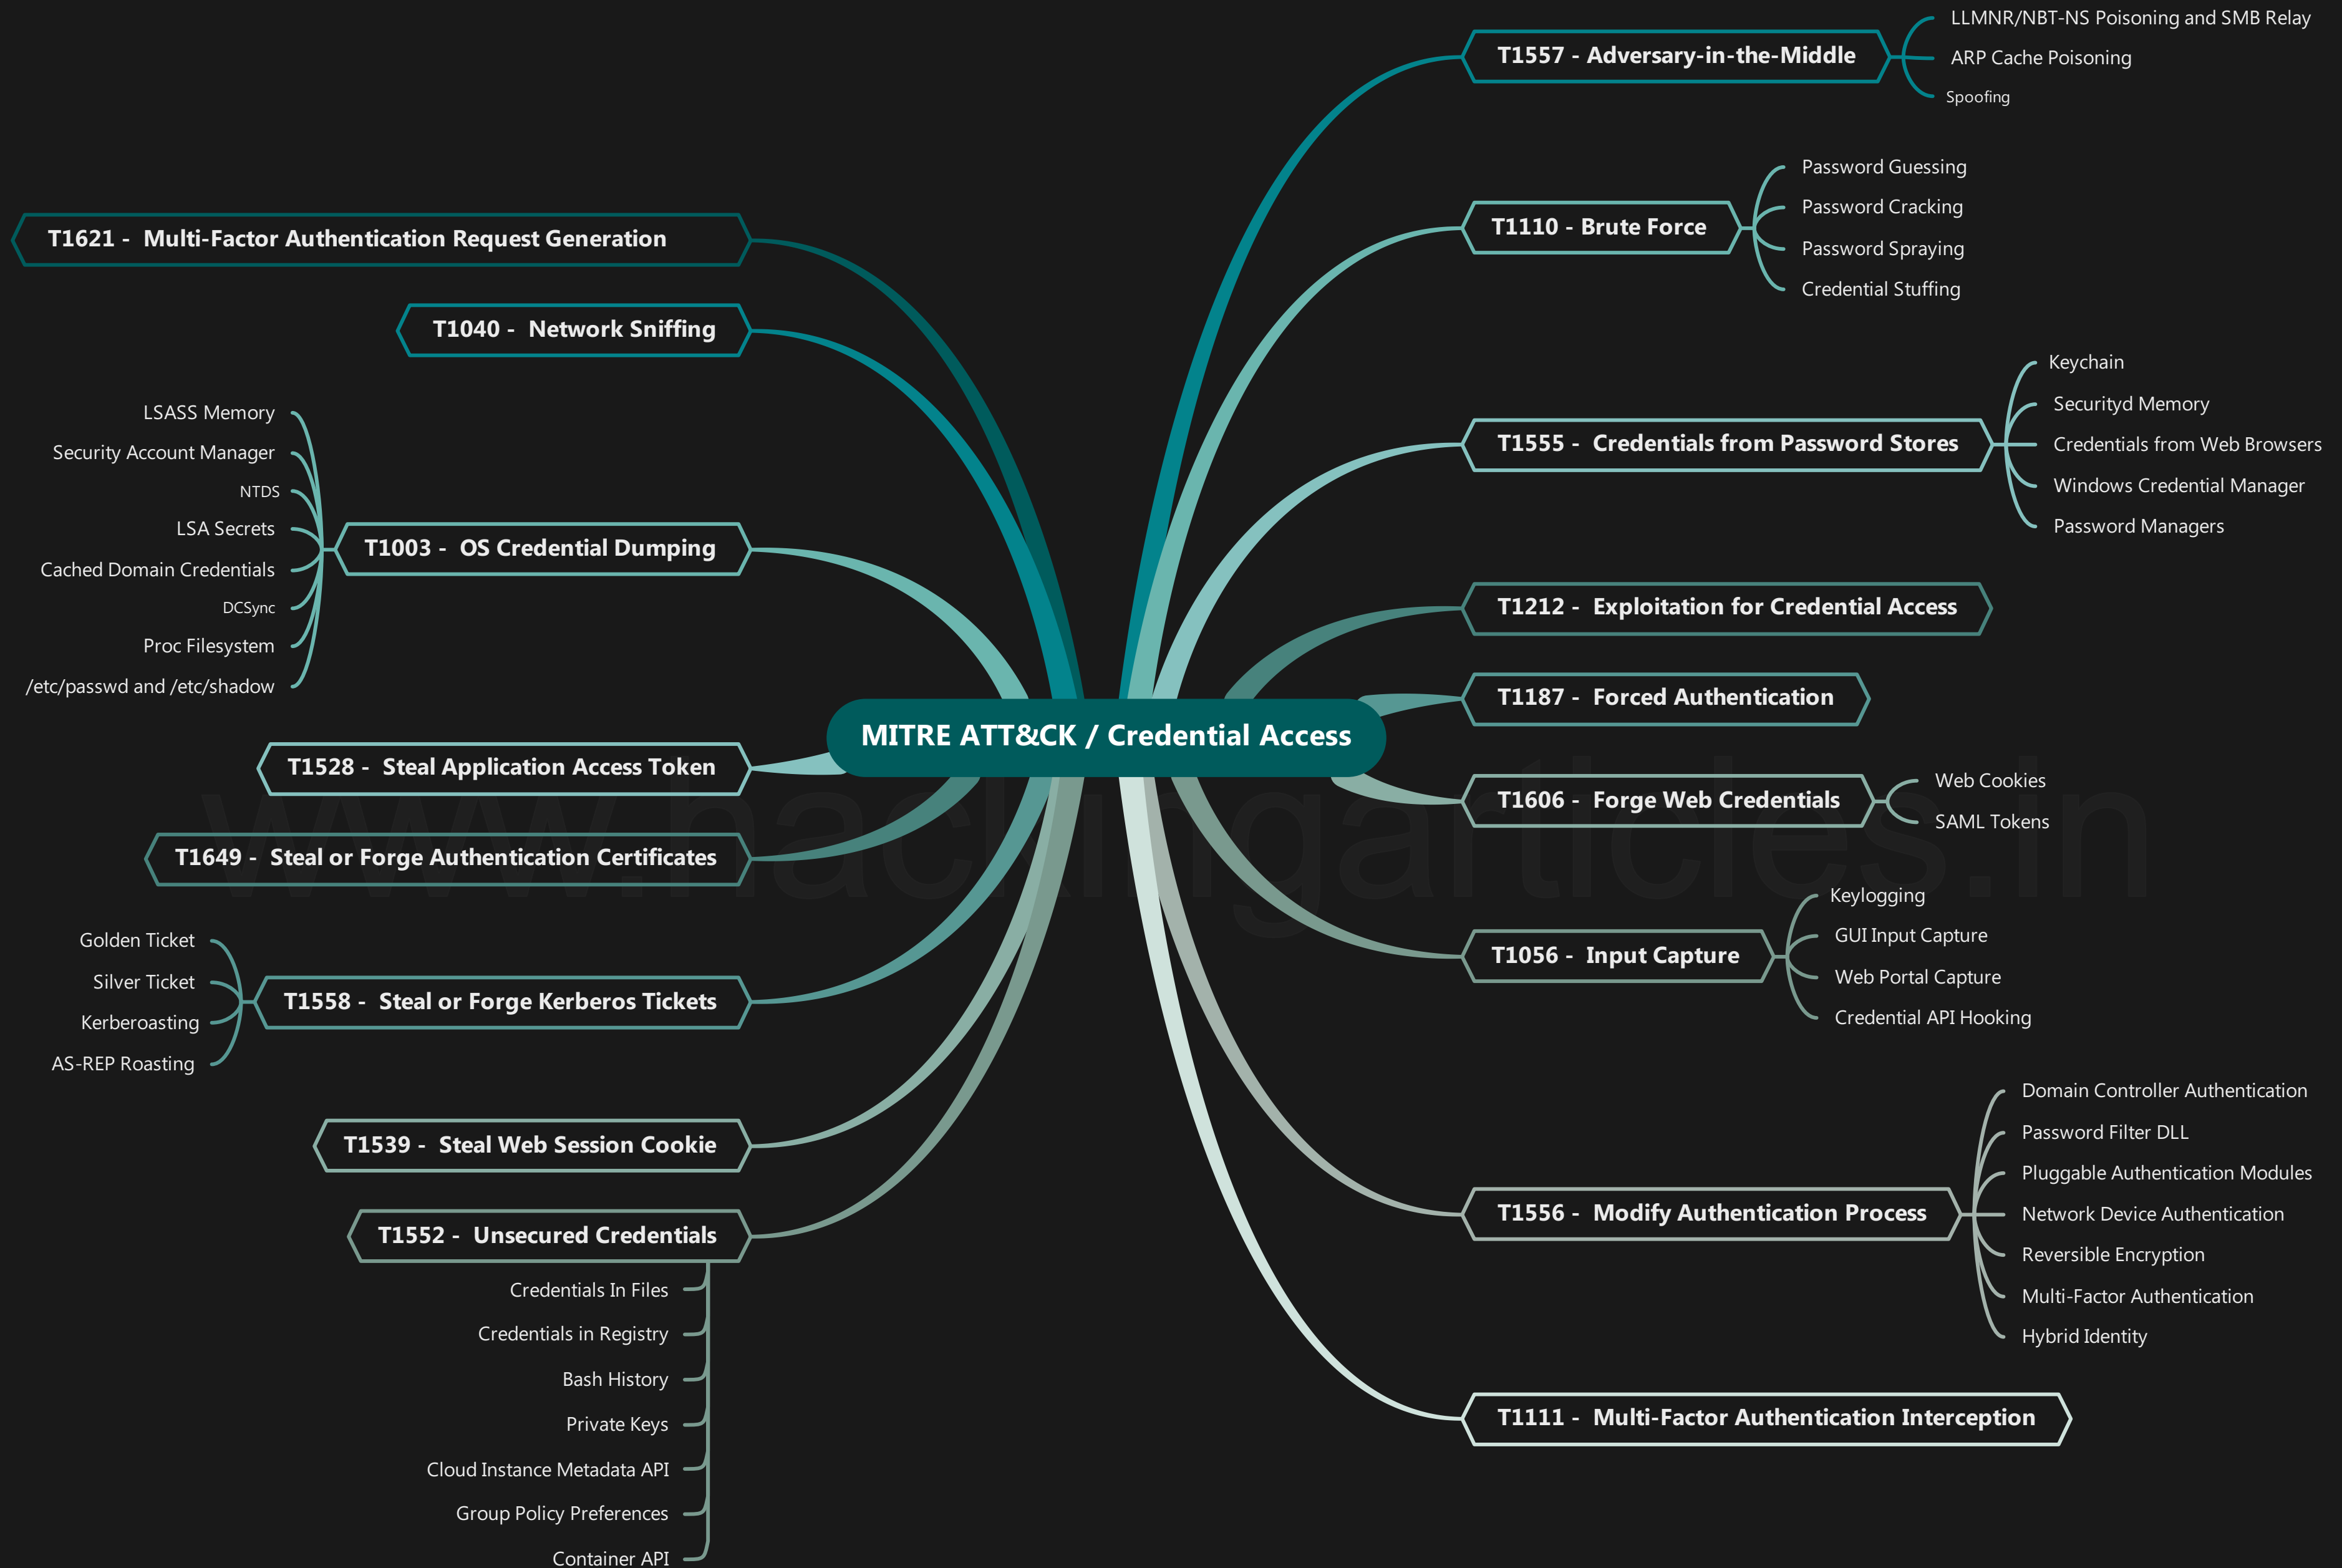 MITRE ATT&CK / Credential Access
T1557 - Adversary-in-the-Middle
LLMNR/NBT-NS Poisoning and SMB Relay
ARP Cache Poisoning
Spoofing
T1110 - Brute Force
Password Guessing
Password Cracking
Password Spraying
Credential Stuffing
T1555 - Credentials from Password Stores
Keychain
Securityd Memory
Credentials from Web Browsers
Windows Credential Manager
Password Managers
T1212 - Exploitation for Credential Access
T1187 - Forced Authentication
T1606 - Forge Web Credentials
Web Cookies
SAML Tokens
T1056 - Input Capture
Keylogging
GUI Input Capture
Web Portal Capture
Credential API Hooking
T1556 - Modify Authentication Process
Domain Controller Authentication
Password Filter DLL
Pluggable Authentication Modules
Network Device Authentication
Reversible Encryption
Multi-Factor Authentication
Hybrid Identity
T1111 - Multi-Factor Authentication Interception
T1621 - Multi-Factor Authentication Request Generation
T1040 - Network Sniffing
T1003 - OS Credential Dumping
LSASS Memory
Security Account Manager
NTDS
LSA Secrets
Cached Domain Credentials
DCSync
Proc Filesystem
/etc/passwd and /etc/shadow
T1528 - Steal Application Access Token
T1649 - Steal or Forge Authentication Certificates
T1558 - Steal or Forge Kerberos Tickets
Golden Ticket
Silver Ticket
Kerberoasting
AS-REP Roasting
T1539 - Steal Web Session Cookie
T1552 - Unsecured Credentials
Credentials In Files
Credentials in Registry
Bash History
Private Keys
Cloud Instance Metadata API
Group Policy Preferences
Container API
www.hackingarticles.in